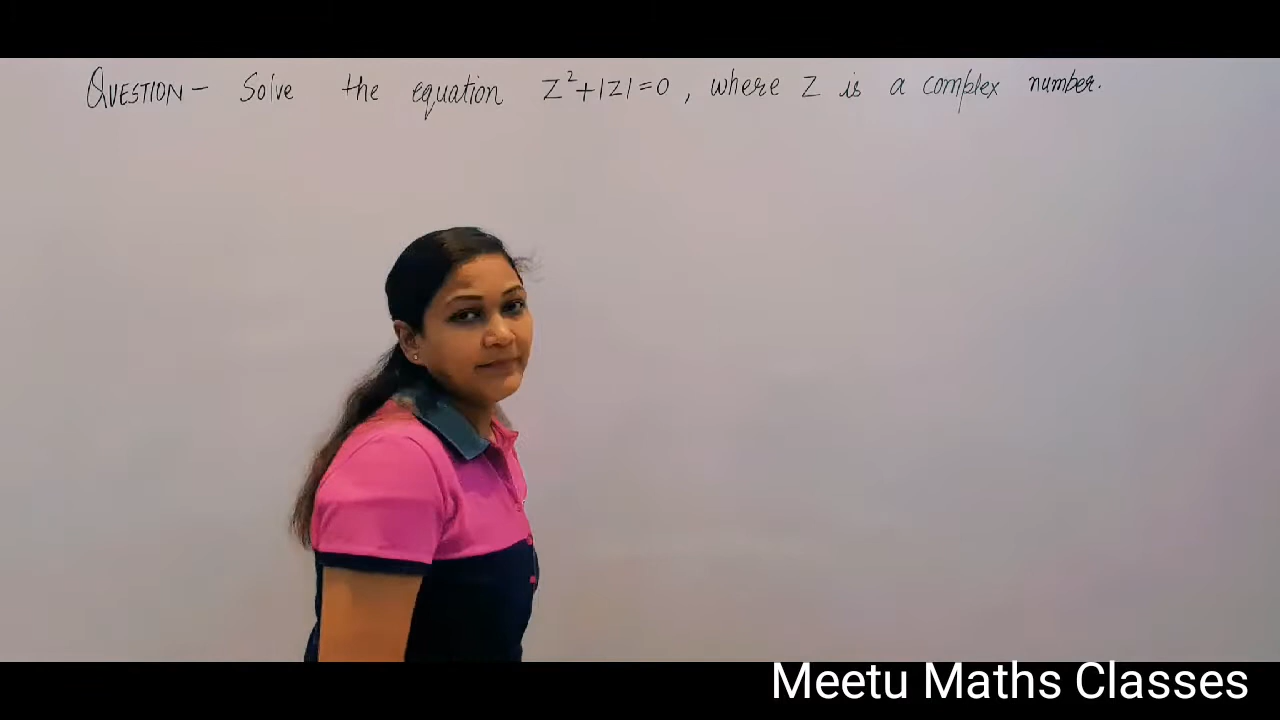 QUESTION - Solve the equation Z²+|Z|=0, where Z is a complex number.
Meetu Maths Classes